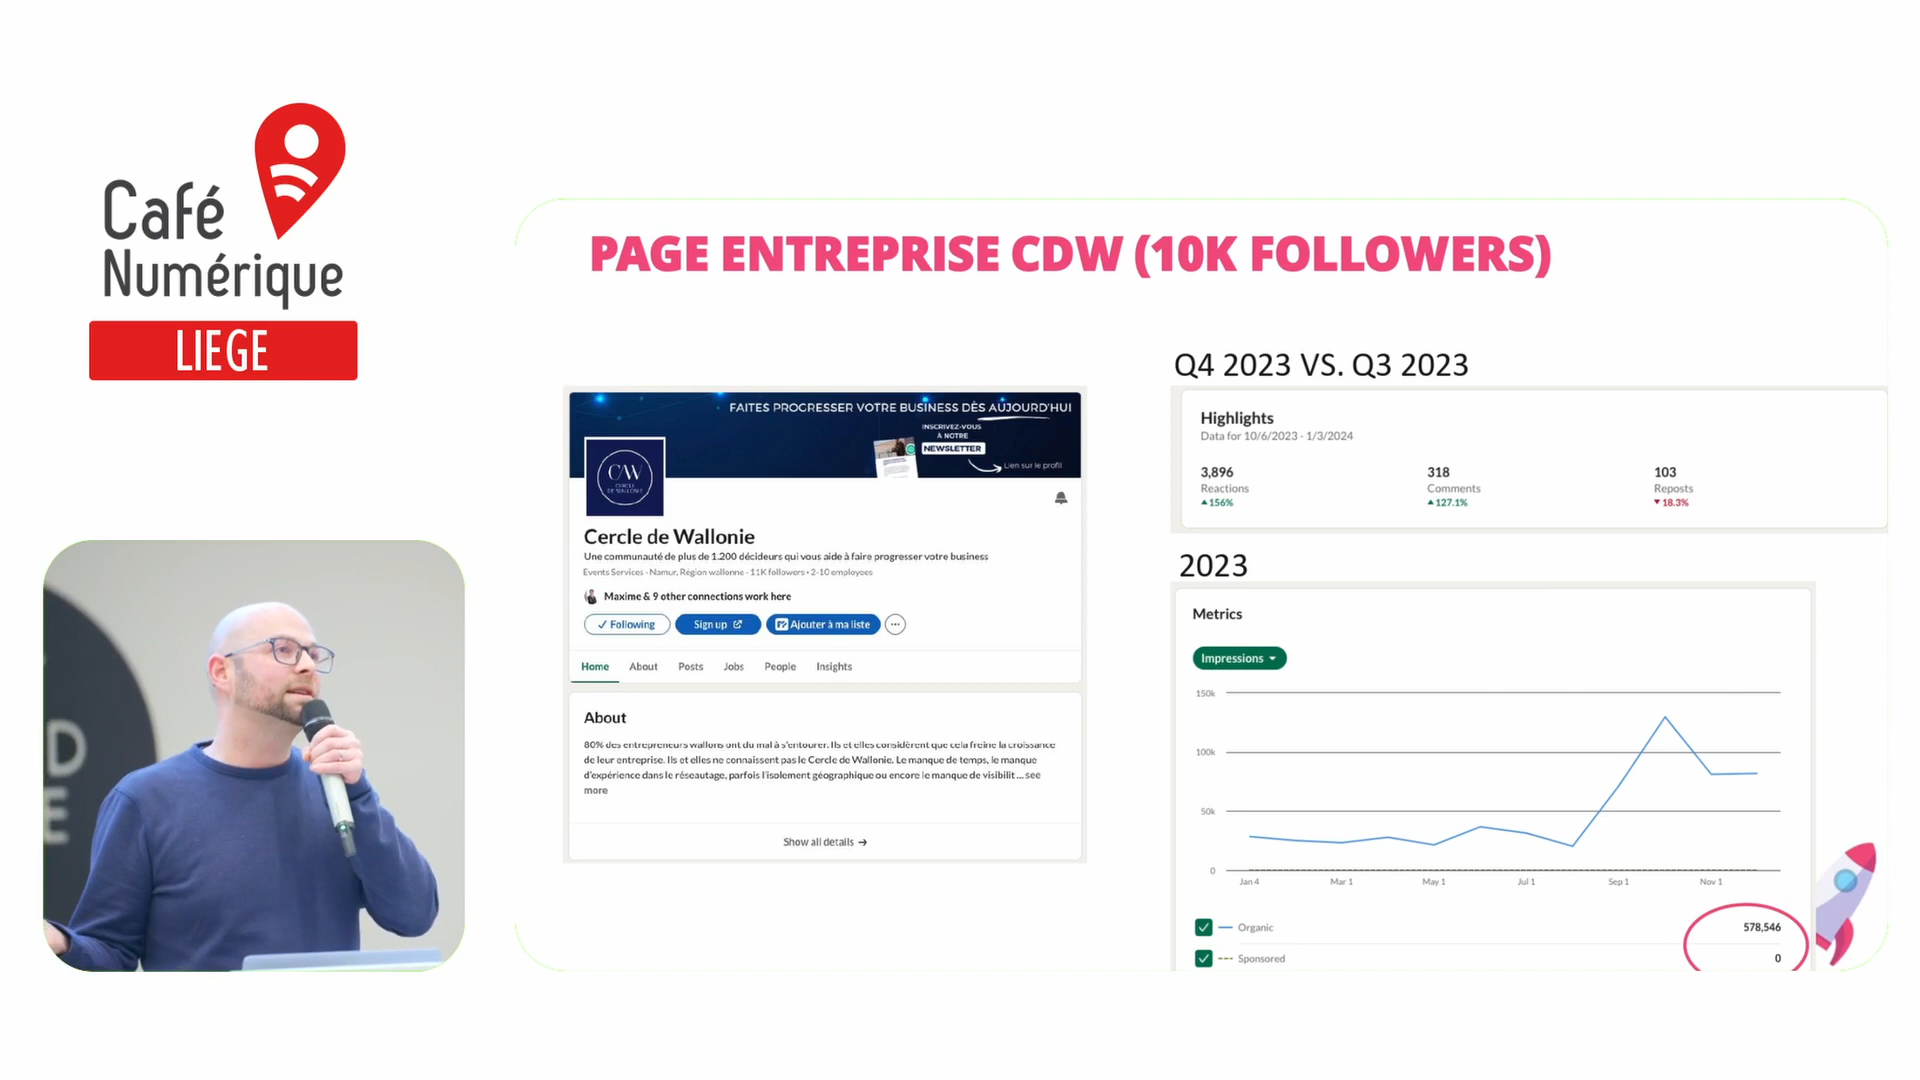 Café
Numérique
LIEGE
PAGE ENTREPRISE CDW (10K FOLLOWERS)
FAITES PROGRESSER VOTRE BUSINESS DÈS AUJOURD'HUI
INSCRIVEZ-VOUS
À NOTRE
NEWSLETTER
Lien sur le profil
CW
CERCLE
DE WALLONIE
Cercle de Wallonie
Une communauté de plus de 1.200 décideurs qui vous aide à faire progresser votre business
Events Services · Namur, Région wallonne · 11K followers · 2-10 employees
Maxime & 9 other connections work here
Following
Sign up
Ajouter à ma liste
Home
About
Posts
Jobs
People
Insights
About
80% des entrepreneurs wallons ont du mal à s'entourer. Ils et elles considèrent que cela freine la croissance
de leur entreprise. Ils et elles ne connaissent pas le Cercle de Wallonie. Le manque de temps, le manque
d'expérience dans le réseautage, parfois l'isolement géographique ou encore le manque de visibilit ... see
more
Show all details →
Q4 2023 VS. Q3 2023
Highlights
Data for 10/6/2023 - 1/3/2024
3,896
Reactions
▲156%
318
Comments
▲127.1%
103
Reposts
▼18.3%
2023
Metrics
Impressions
150k
100k
50k
0
Jan 4
Mar 1
May 1
Jul 1
Sep 1
Nov 1
Organic
578,546
Sponsored
0
D
E